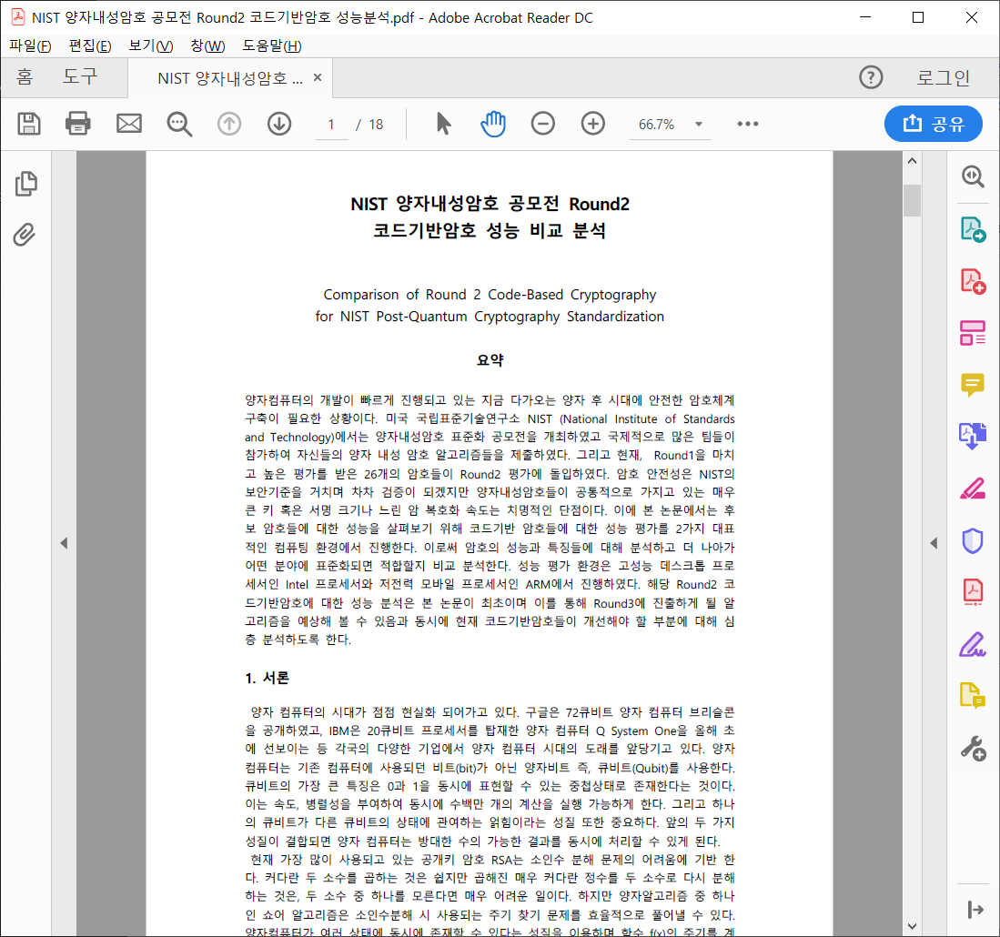 NIST 양자내성암호 공모전 Round2 코드기반암호 성능분석.pdf - Adobe Acrobat Reader DC
파일(F) 편집(E) 보기(V) 창(W) 도움말(H)
홈 도구 NIST 양자내성암호 ... × ? 로그인
1 / 18 66.7% 공유
NIST 양자내성암호 공모전 Round2
코드기반암호 성능 비교 분석
Comparison of Round 2 Code-Based Cryptography
for NIST Post-Quantum Cryptography Standardization
요약
양자컴퓨터의 개발이 빠르게 진행되고 있는 지금 다가오는 양자 후 시대에 안전한 암호체계
구축이 필요한 상황이다. 미국 국립표준기술연구소 NIST (National Institute of Standards
and Technology)에서는 양자내성암호 표준화 공모전을 개최하였고 국제적으로 많은 팀들이
참가하여 자신들의 양자 내성 암호 알고리즘들을 제출하였다. 그리고 현재, Round1을 마치
고 높은 평가를 받은 26개의 암호들이 Round2 평가에 돌입하였다. 암호 안전성은 NIST의
보안기준을 거치며 차차 검증이 되겠지만 양자내성암호들이 공통적으로 가지고 있는 매우
큰 키 혹은 서명 크기나 느린 암 복호화 속도는 치명적인 단점이다. 이에 본 논문에서는 후
보 암호들에 대한 성능을 살펴보기 위해 코드기반 암호들에 대한 성능 평가를 2가지 대표
적인 컴퓨팅 환경에서 진행한다. 이로써 암호의 성능과 특징들에 대해 분석하고 더 나아가
어떤 분야에 표준화되면 적합할지 비교 분석한다. 성능 평가 환경은 고성능 데스크톱 프로
세서인 Intel 프로세서와 저전력 모바일 프로세서인 ARM에서 진행하였다. 해당 Round2 코
드기반암호에 대한 성능 분석은 본 논문이 최초이며 이를 통해 Round3에 진출하게 될 알
고리즘을 예상해 볼 수 있음과 동시에 현재 코드기반암호들이 개선해야 할 부분에 대해 심
층 분석하도록 한다.
1. 서론
양자 컴퓨터의 시대가 점점 현실화 되어가고 있다. 구글은 72큐비트 양자 컴퓨터 브리슬콘
을 공개하였고, IBM은 20큐비트 프로세서를 탑재한 양자 컴퓨터 Q System One을 올해 초
에 선보이는 등 각국의 다양한 기업에서 양자 컴퓨터 시대의 도래를 앞당기고 있다. 양자
컴퓨터는 기존 컴퓨터에 사용되던 비트(bit)가 아닌 양자비트 즉, 큐비트(Qubit)를 사용한다.
큐비트의 가장 큰 특징은 0과 1을 동시에 표현할 수 있는 중첩상태로 존재한다는 것이다.
이는 속도, 병렬성을 부여하여 동시에 수백만 개의 계산을 실행 가능하게 한다. 그리고 하나
의 큐비트가 다른 큐비트의 상태에 관여하는 얽힘이라는 성질 또한 중요하다. 앞의 두 가지
성질이 결합되면 양자 컴퓨터는 방대한 수의 가능한 결과를 동시에 처리할 수 있게 된다.
현재 가장 많이 사용되고 있는 공개키 암호 RSA는 소인수 분해 문제의 어려움에 기반 한
다. 커다란 두 소수를 곱하는 것은 쉽지만 곱해진 매우 커다란 정수를 두 소수로 다시 분해
하는 것은, 두 소수 중 하나를 모른다면 매우 어려운 일이다. 하지만 양자알고리즘 중 하나
인 쇼어 알고리즘은 소인수분해 시 사용되는 주기 찾기 문제를 효율적으로 풀어낼 수 있다.
양자컴퓨터가 여러 상태에 동시에 존재할 수 있다는 성질을 이용하며 함수 f(x)의 주기를 계